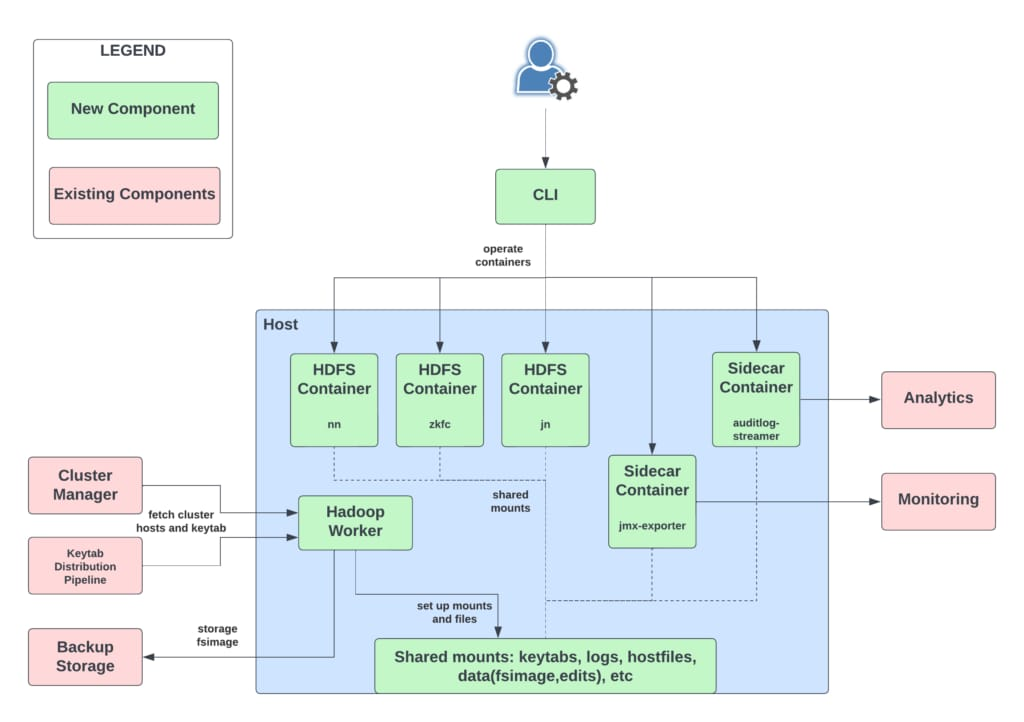 LEGEND
New Component
Existing Components
CLI
operate
containers
Host
HDFS
Container
nn
HDFS
Container
zkfc
HDFS
Container
jn
Sidecar
Container
auditlog-
streamer
Analytics
Sidecar
Container
jmx-exporter
Monitoring
Cluster
Manager
fetch cluster
hosts and keytab
Keytab
Distribution
Pipeline
Hadoop
Worker
shared
mounts
set up mounts
and files
storage
fsimage
Backup
Storage
Shared mounts: keytabs, logs, hostfiles,
data(fsimage,edits), etc